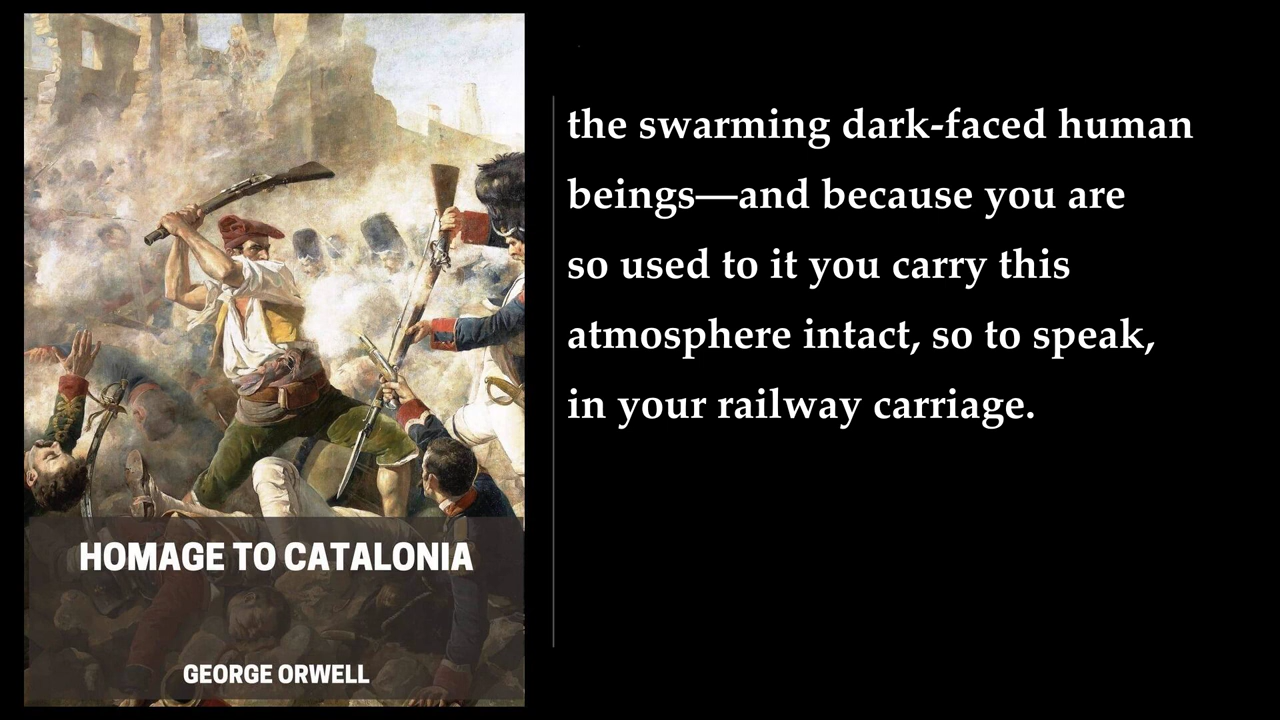 the swarming dark-faced human
beings—and because you are
so used to it you carry this
atmosphere intact, so to speak,
in your railway carriage.
HOMAGE TO CATALONIA
GEORGE ORWELL